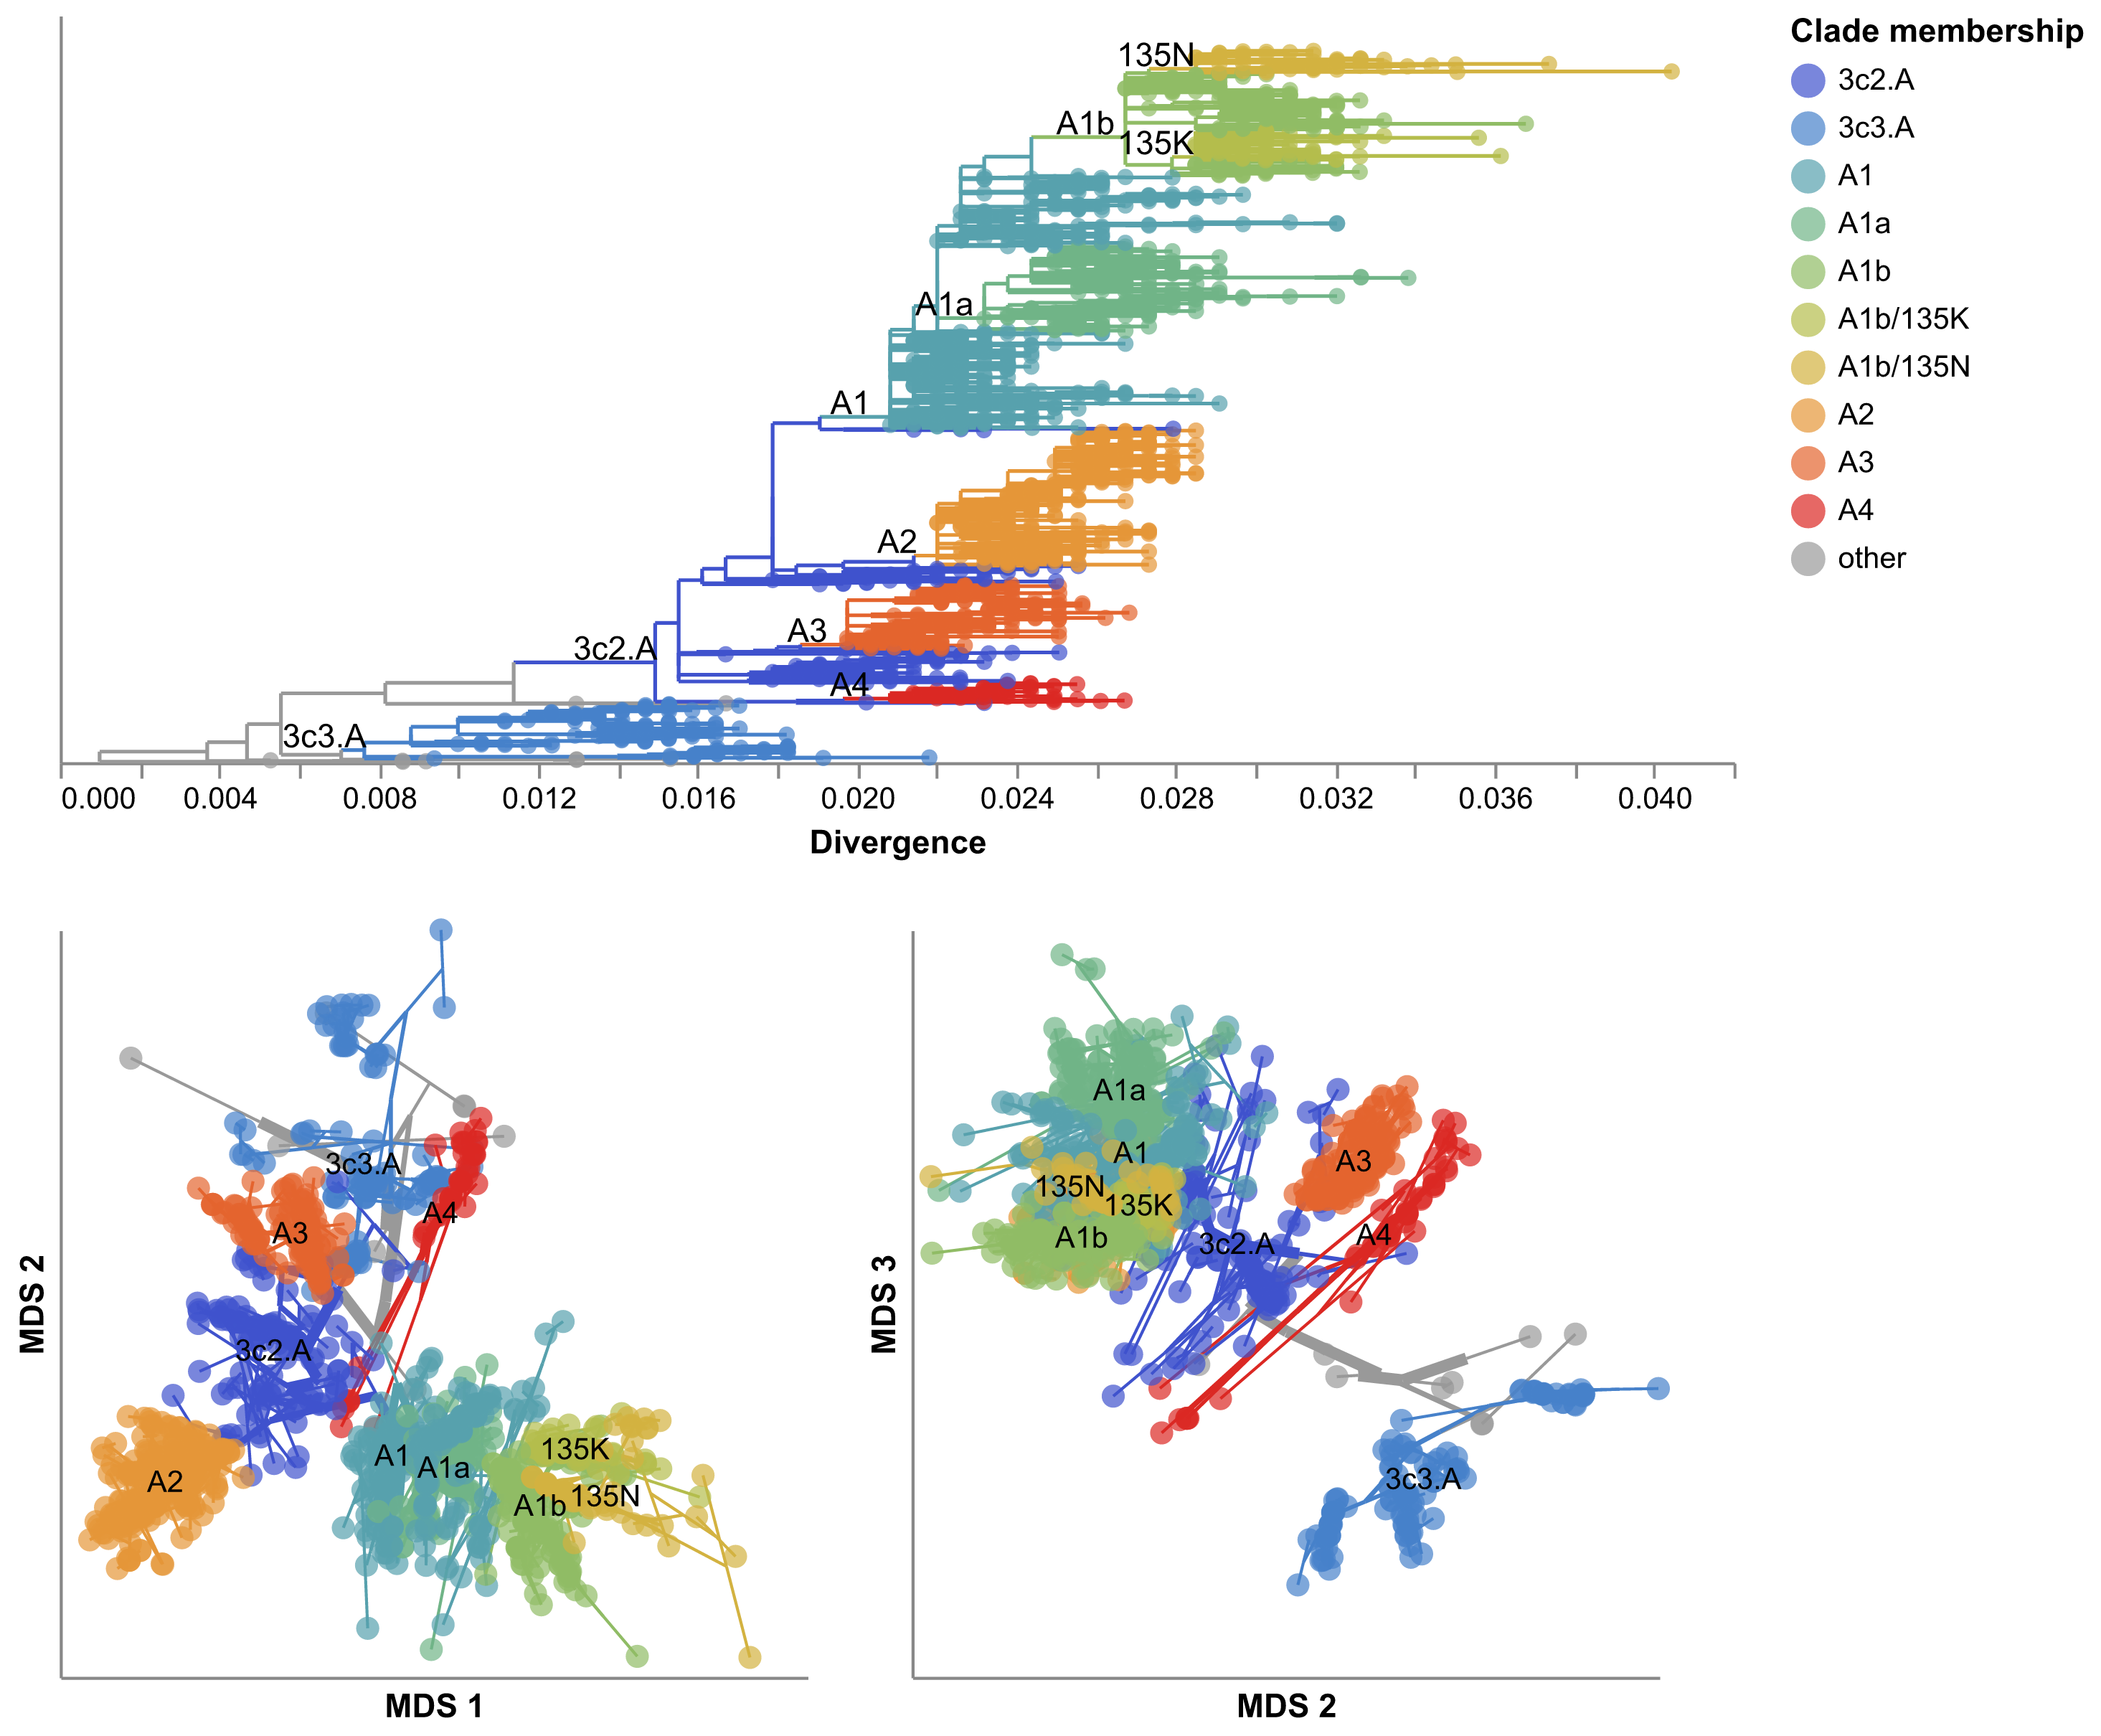 Clade membership
3c2.A
3c3.A
A1
A1a
A1b
A1b/135K
A1b/135N
A2
A3
A4
other
135N
A1b
135K
A1a
A1
A2
A3
3c2.A
A4
3c3.A
0.000 0.004 0.008 0.012 0.016 0.020 0.024 0.028 0.032 0.036 0.040
Divergence
3c3.A
A4
A3
3c2.A
A2
A1
A1a
135K
A1b
135N
MDS 2
MDS 1
A1a
A1
135N
135K
A1b
3c2.A
A3
A4
3c3.A
MDS 3
MDS 2